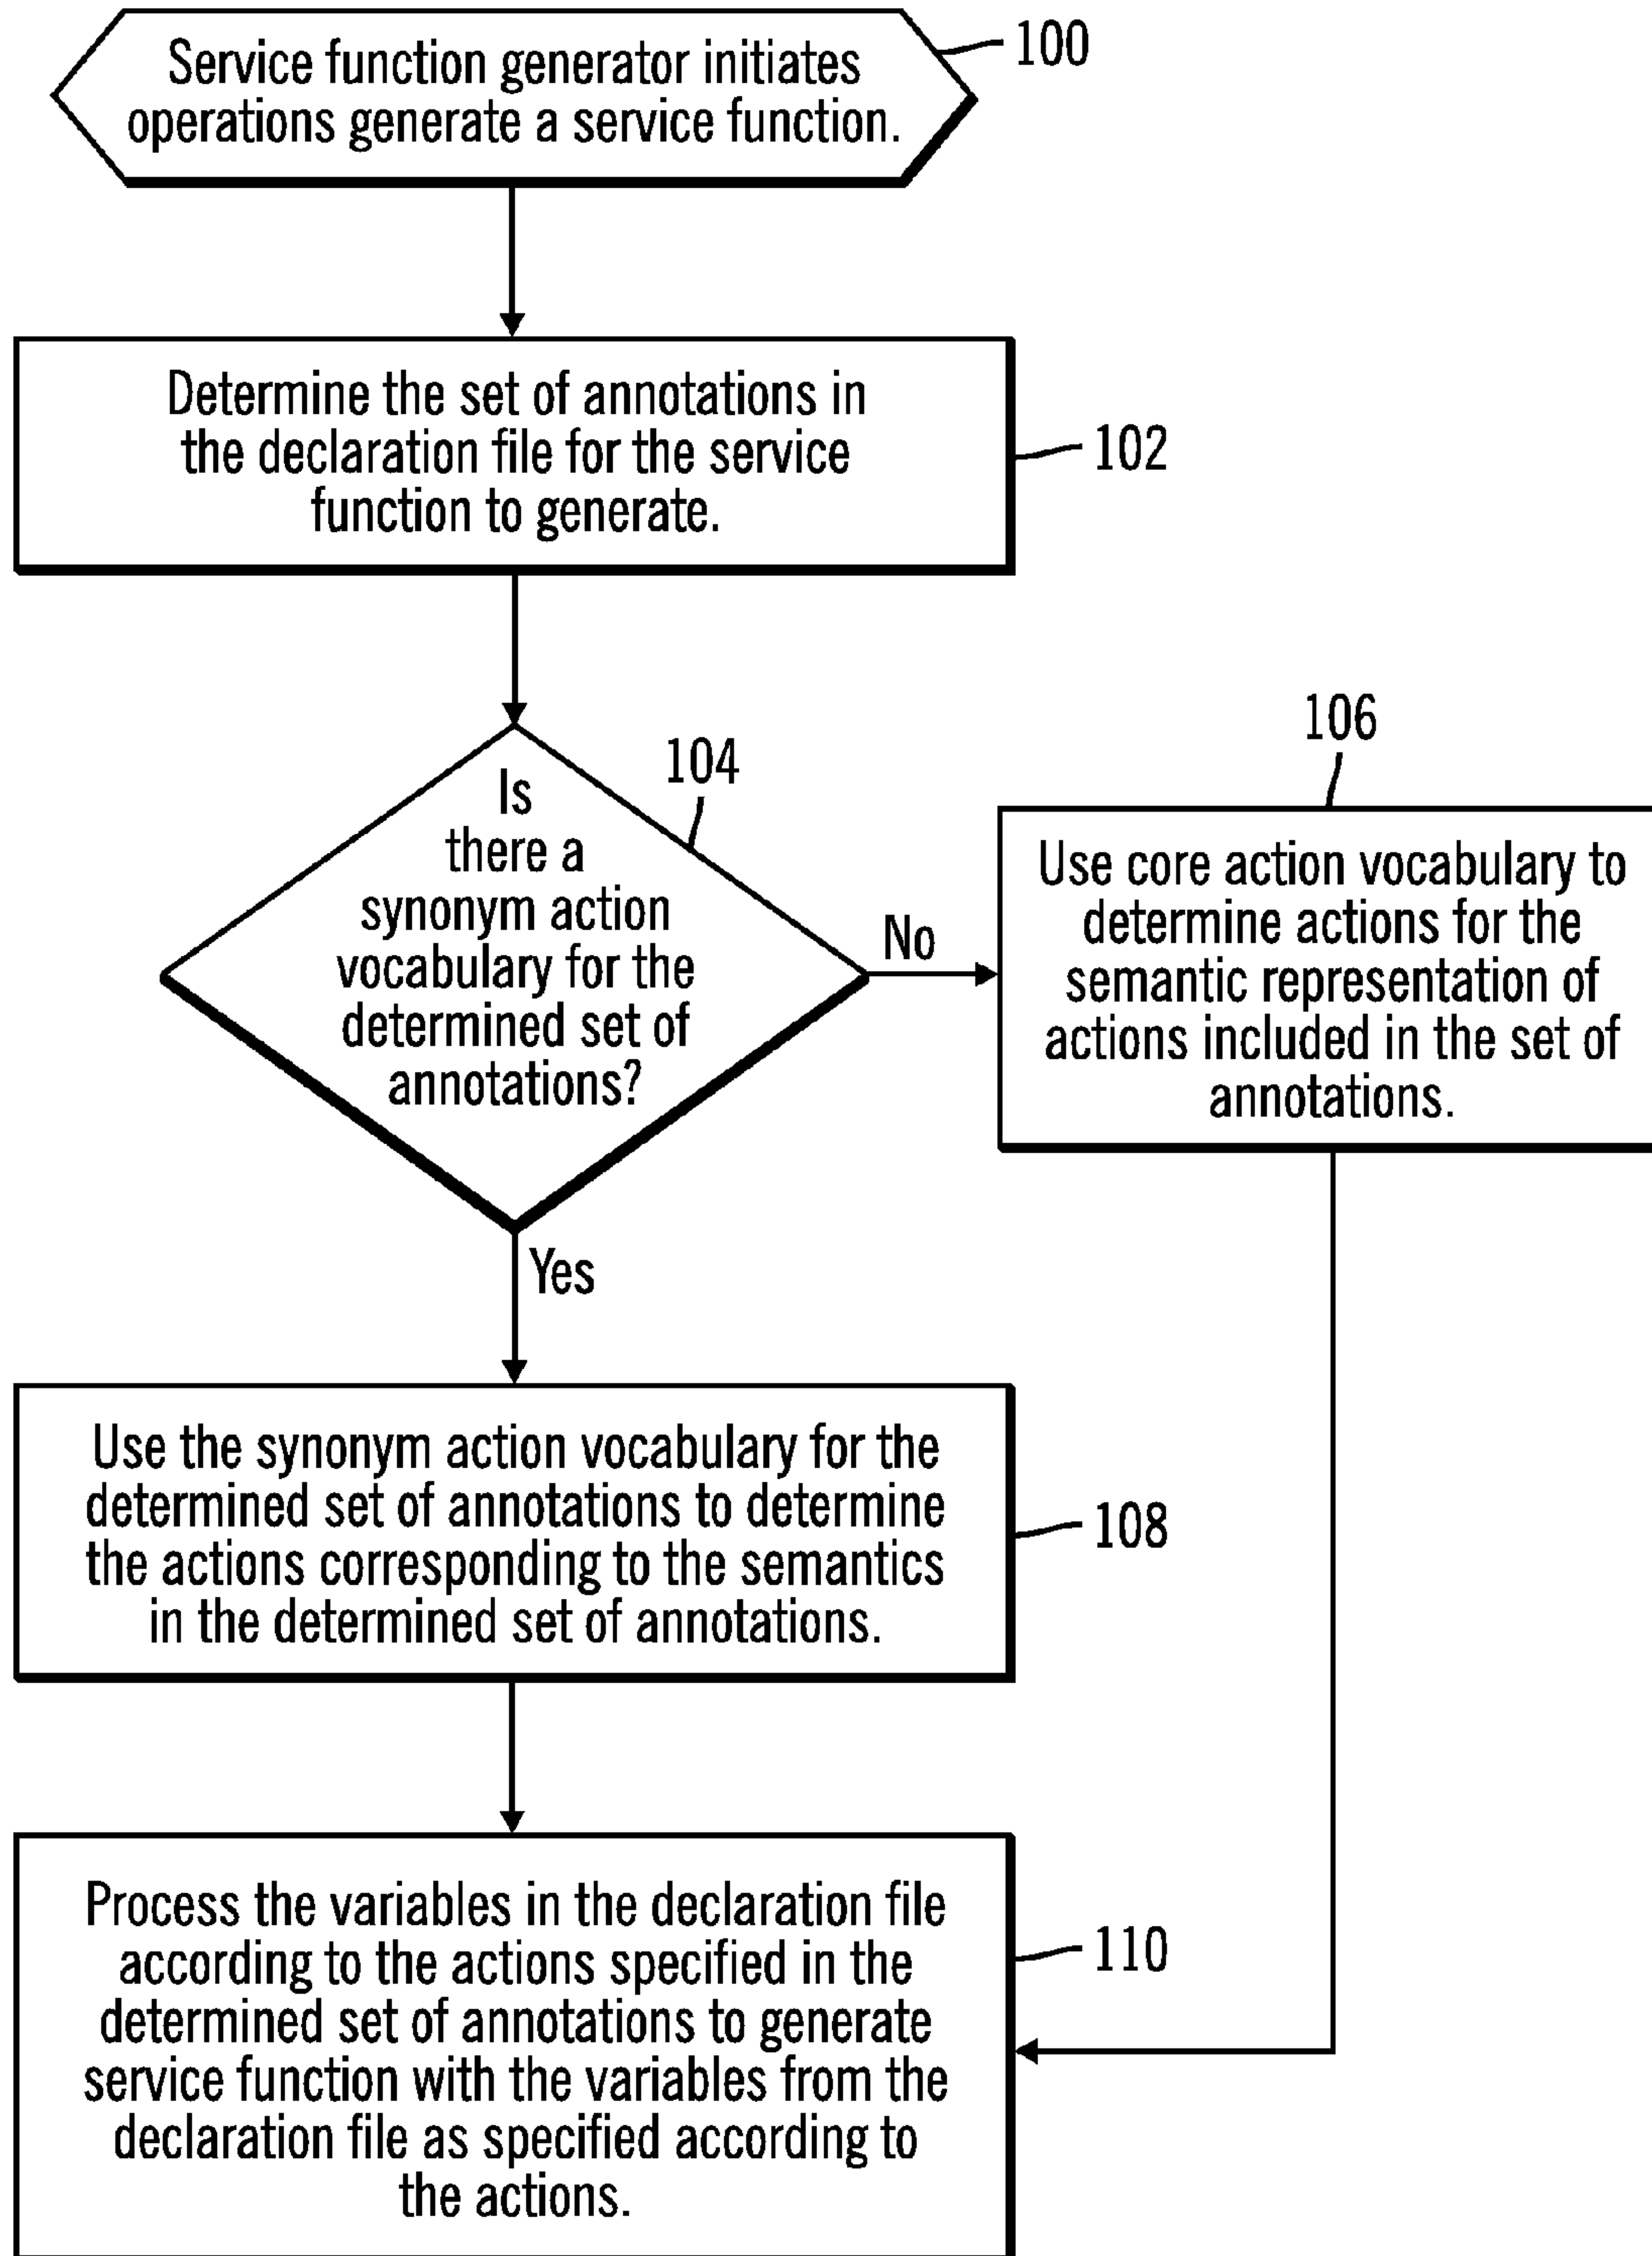 Service function generator initiates
operations generate a service function.
100
Determine the set of annotations in
the declaration file for the service
function to generate.
102
Is
there a
synonym action
vocabulary for the
determined set of
annotations?
104
No
Yes
106
Use core action vocabulary to
determine actions for the
semantic representation of
actions included in the set of
annotations.
Use the synonym action vocabulary for the
determined set of annotations to determine
the actions corresponding to the semantics
in the determined set of annotations.
108
Process the variables in the declaration file
according to the actions specified in the
determined set of annotations to generate
service function with the variables from the
declaration file as specified according to
the actions.
110